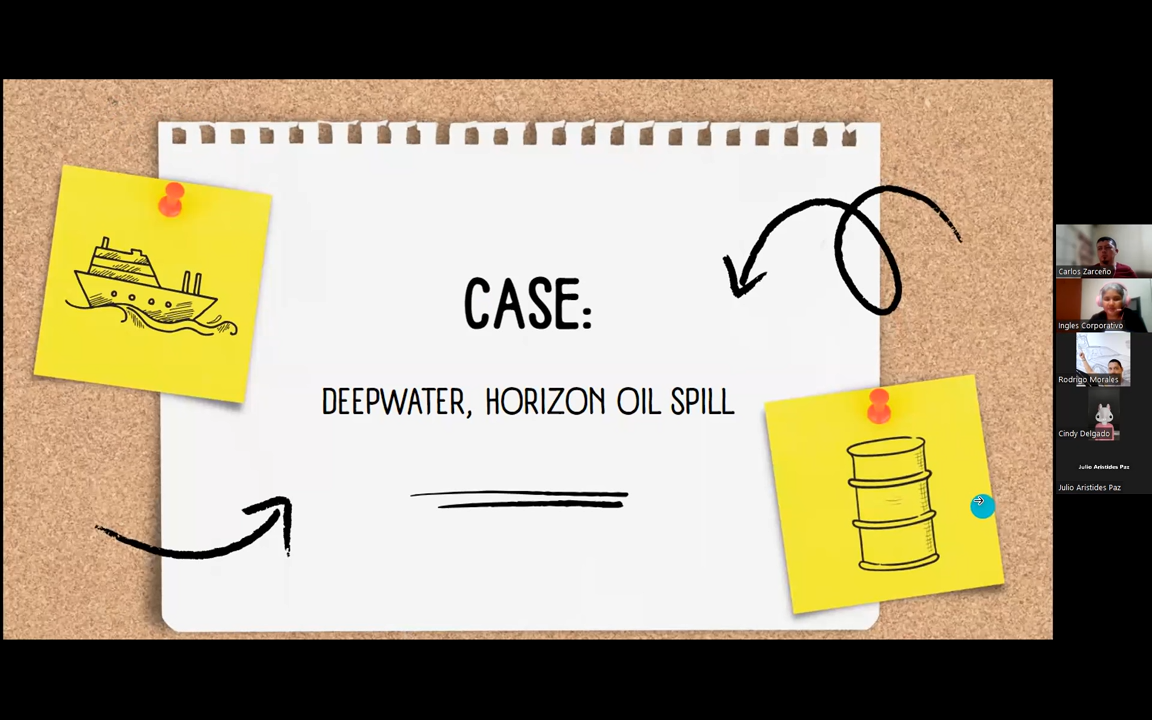 CASE:
DEEPWATER, HORIZON OIL SPILL
Carlos Zarceño
Ingles Corporativo
Rodrigo Morales
Cindy Delgado
Julio Aristides Paz
Julio Aristides Paz